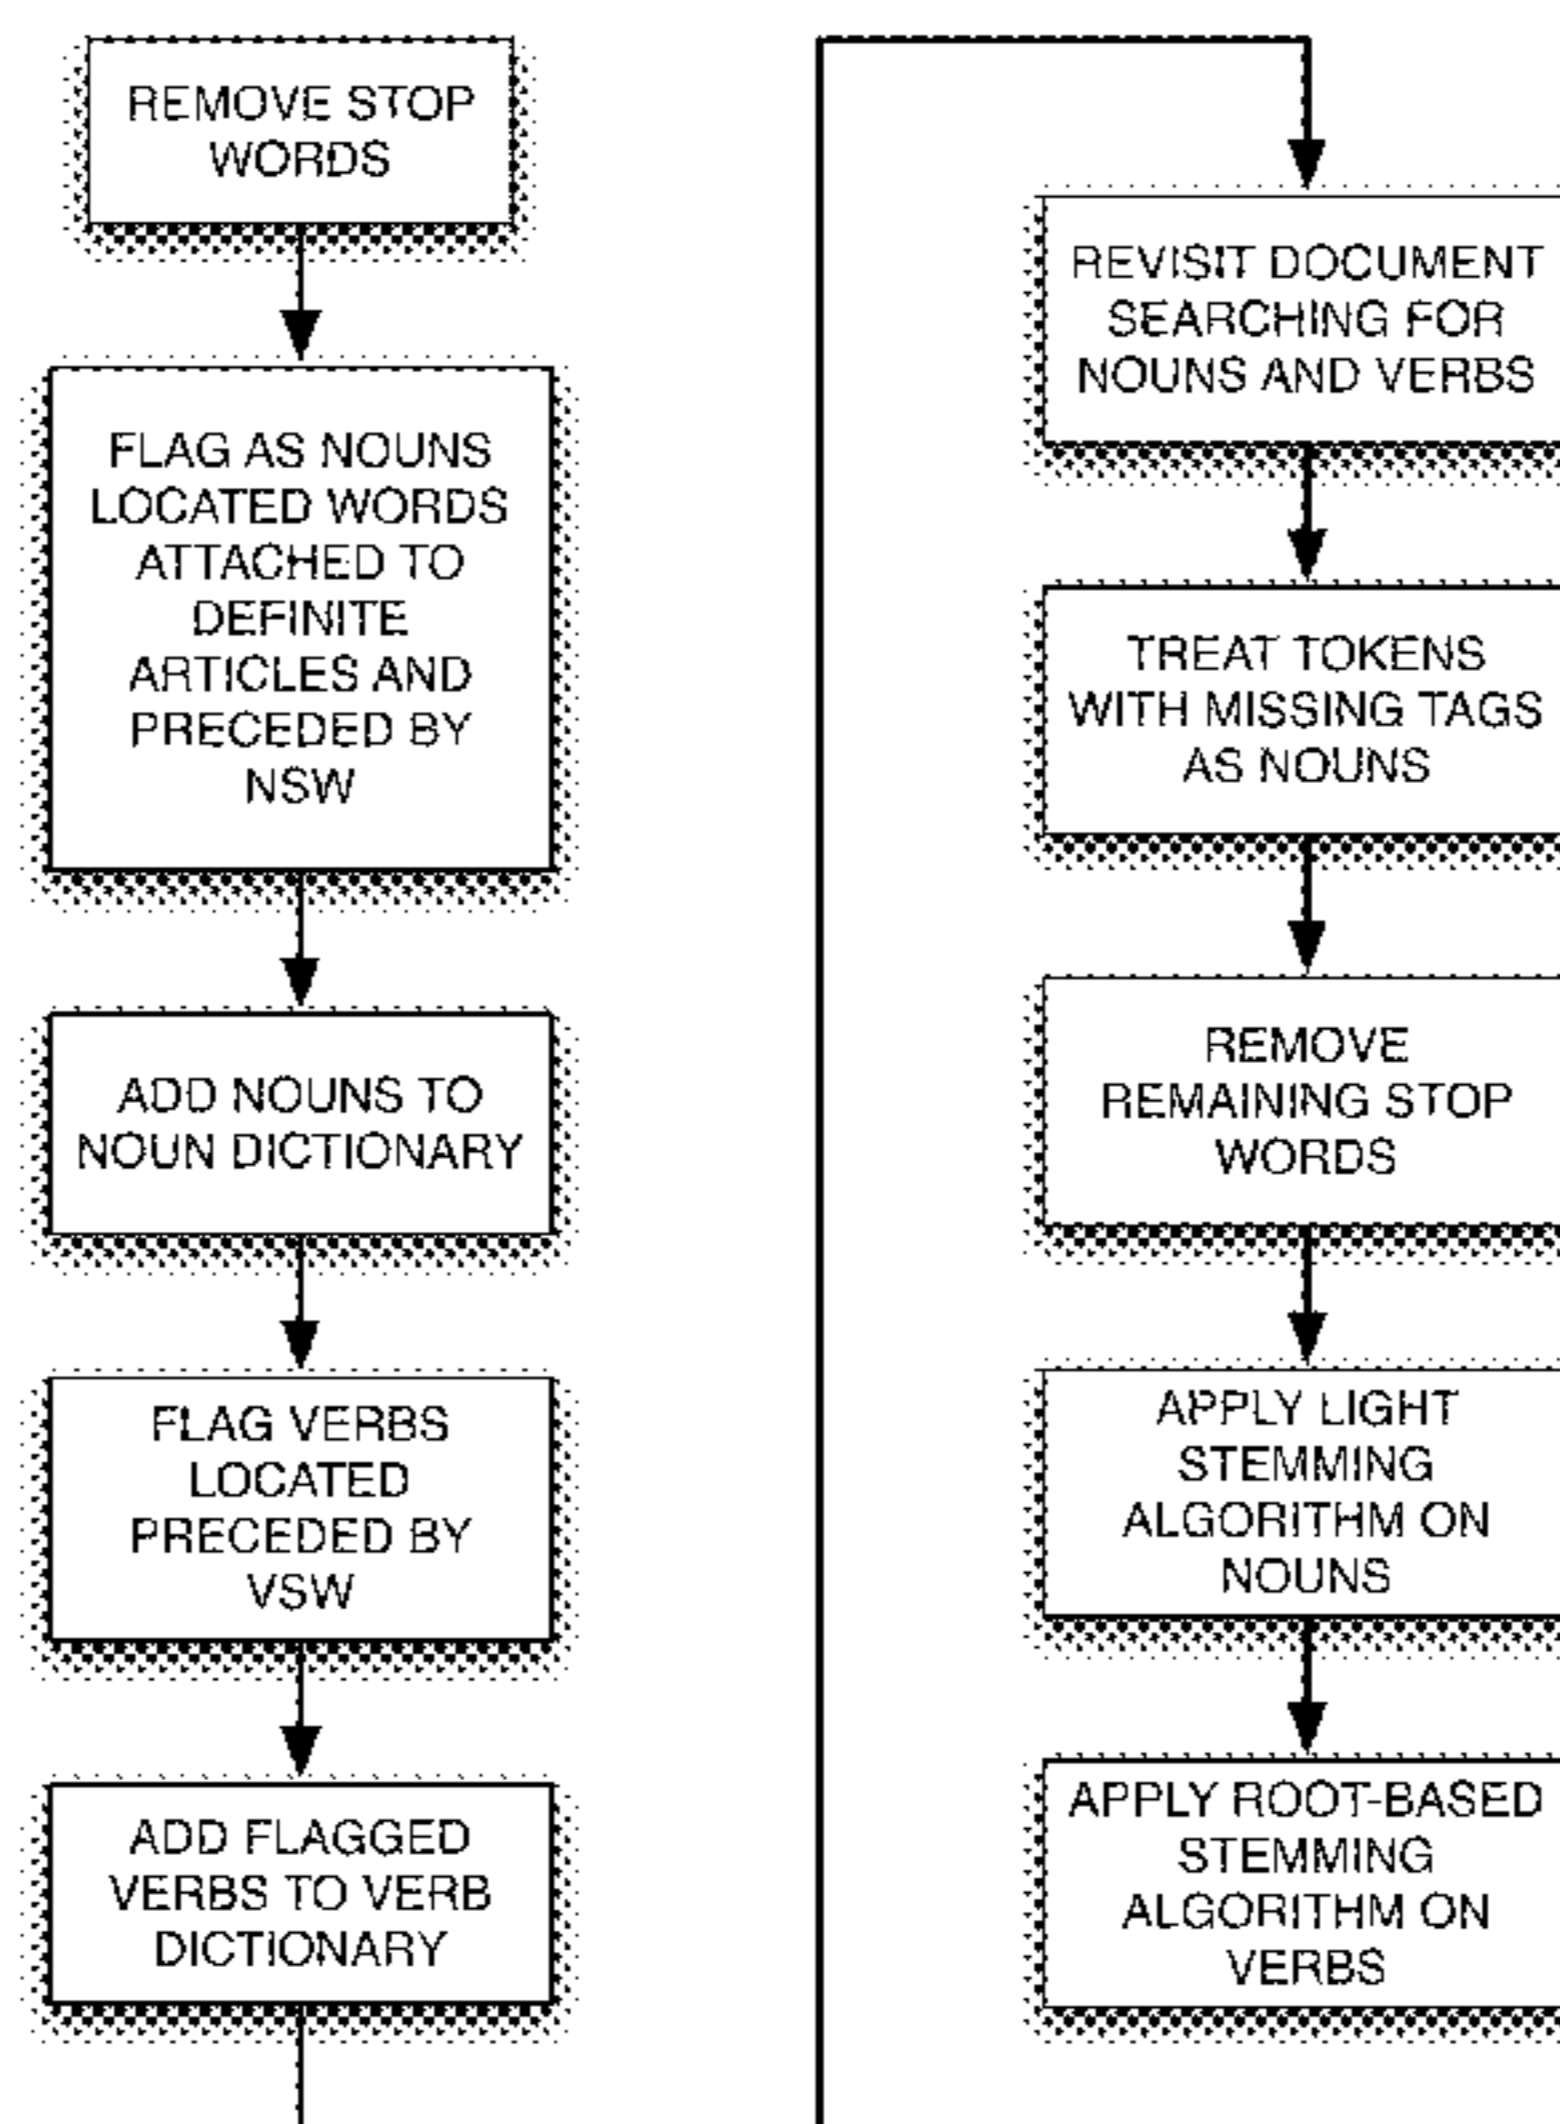 REMOVE STOP
WORDS
FLAG AS NOUNS
LOCATED WORDS
ATTACHED TO
DEFINITE
ARTICLES AND
PRECEDED BY
NSW
ADD NOUNS TO
NOUN DICTIONARY
FLAG VERBS
LOCATED
PRECEDED BY
VSW
ADD FLAGGED
VERBS TO VERB
DICTIONARY
REVISIT DOCUMENT
SEARCHING FOR
NOUNS AND VERBS
TREAT TOKENS
WITH MISSING TAGS
AS NOUNS
REMOVE
REMAINING STOP
WORDS
APPLY LIGHT
STEMMING
ALGORITHM ON
NOUNS
APPLY ROOT-BASED
STEMMING
ALGORITHM ON
VERBS